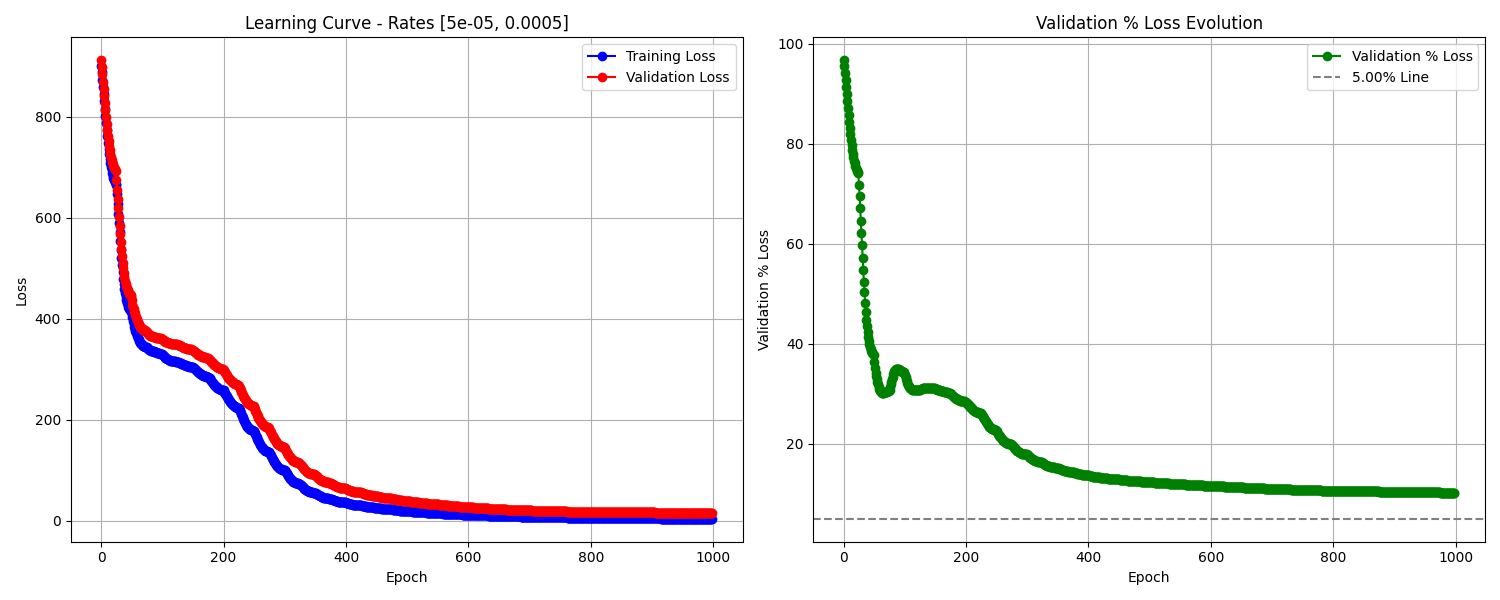 Learning Curve - Rates [5e-05, 0.0005]
Training Loss
Validation Loss
800
600
400
200
0
Loss
0 200 400 600 800 1000
Epoch
Validation % Loss Evolution
Validation % Loss
5.00% Line
100
80
60
40
20
Validation % Loss
0 200 400 600 800 1000
Epoch